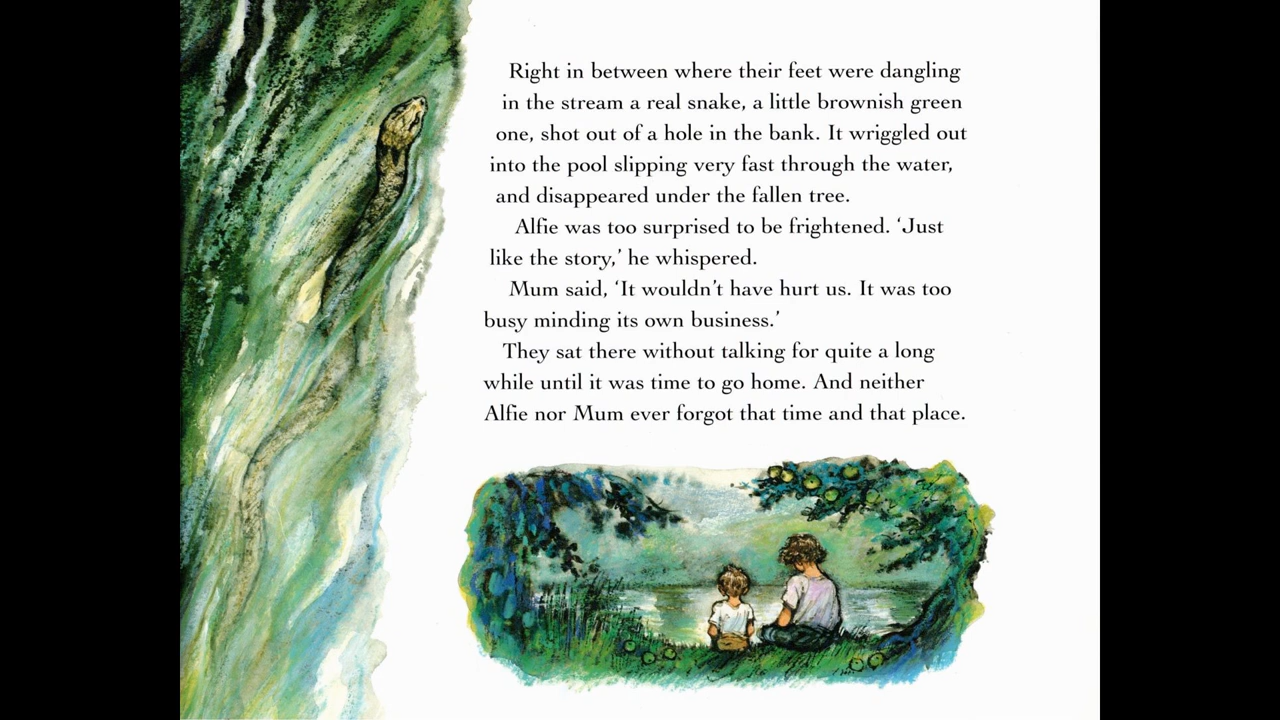 Right in between where their feet were dangling
in the stream a real snake, a little brownish green
one, shot out of a hole in the bank. It wriggled out
into the pool slipping very fast through the water,
and disappeared under the fallen tree.
Alfie was too surprised to be frightened. ‘Just
like the story,’ he whispered.
Mum said, ‘It wouldn’t have hurt us. It was too
busy minding its own business.’
They sat there without talking for quite a long
while until it was time to go home. And neither
Alfie nor Mum ever forgot that time and that place.